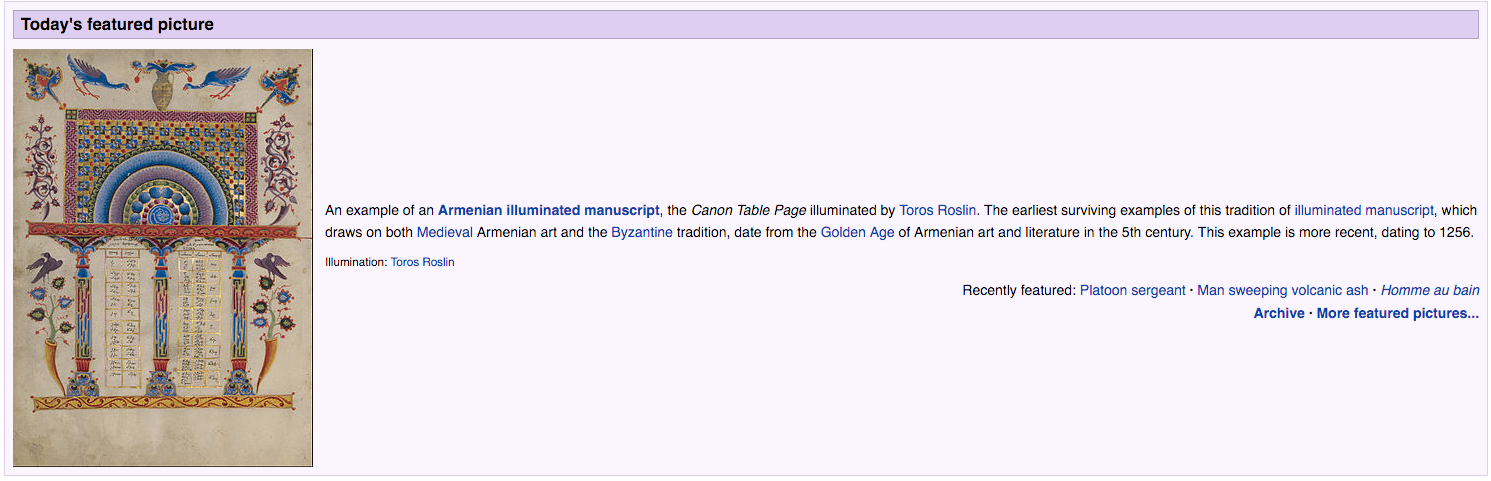 Today's featured picture
An example of an Armenian illuminated manuscript, the Canon Table Page illuminated by Toros Roslin. The earliest surviving examples of this tradition of illuminated manuscript, which
draws on both Medieval Armenian art and the Byzantine tradition, date from the Golden Age of Armenian art and literature in the 5th century. This example is more recent, dating to 1256.
Illumination: Toros Roslin
Recently featured: Platoon sergeant · Man sweeping volcanic ash · Homme au bain
Archive · More featured pictures...